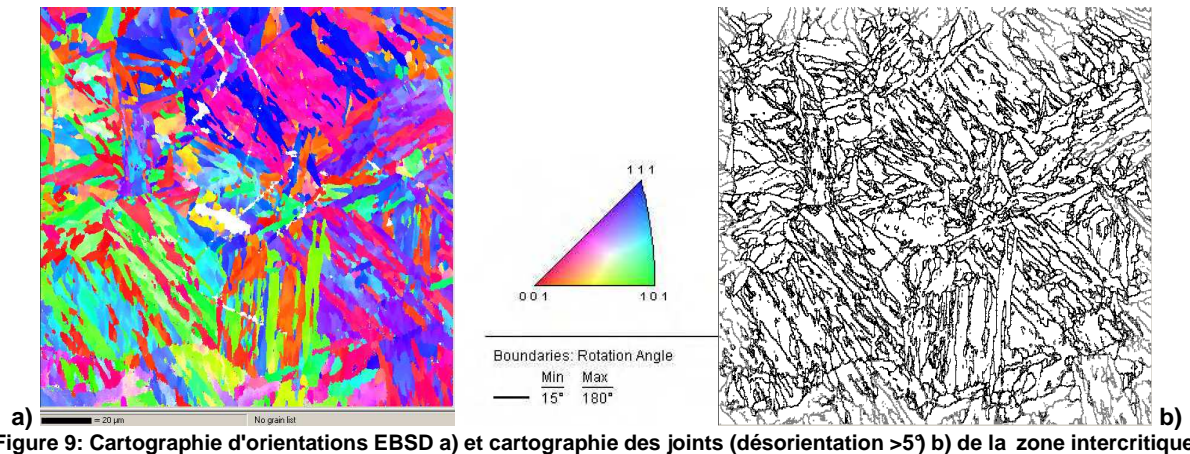 111
001
101
Boundaries: Rotation Angle
Min Max
15° 180°
a)
= 20 µm
No grain list
b)
Figure 9: Cartographie d'orientations EBSD a) et cartographie des joints (désorientation >5°) b) de la zone intercritique